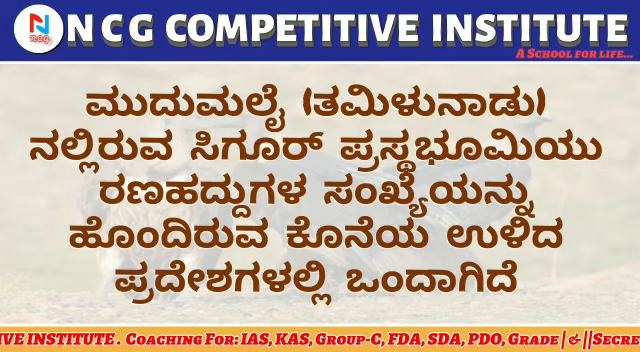 N
N.C.G
N C G COMPETITIVE INSTITUTE
A SCHOOL FOR LIFE...
ಮುದುಮಲೈ (ತಮಿಳುನಾಡು)
ನಲ್ಲಿರುವ ಸಿಗೂರ್ ಪ್ರಸ್ಥಭೂಮಿಯು
ರಣಹದ್ದುಗಳ ಸಂಖ್ಯೆಯನ್ನು
ಹೊಂದಿರುವ ಕೊನೆಯ ಉಳಿದ
ಪ್ರದೇಶಗಳಲ್ಲಿ ಒಂದಾಗಿದೆ
IVE INSTITUTE. COACHING FOR: IAS, KAS, GROUP-C, FDA, SDA, PDO, GRADE | & ||SECRE